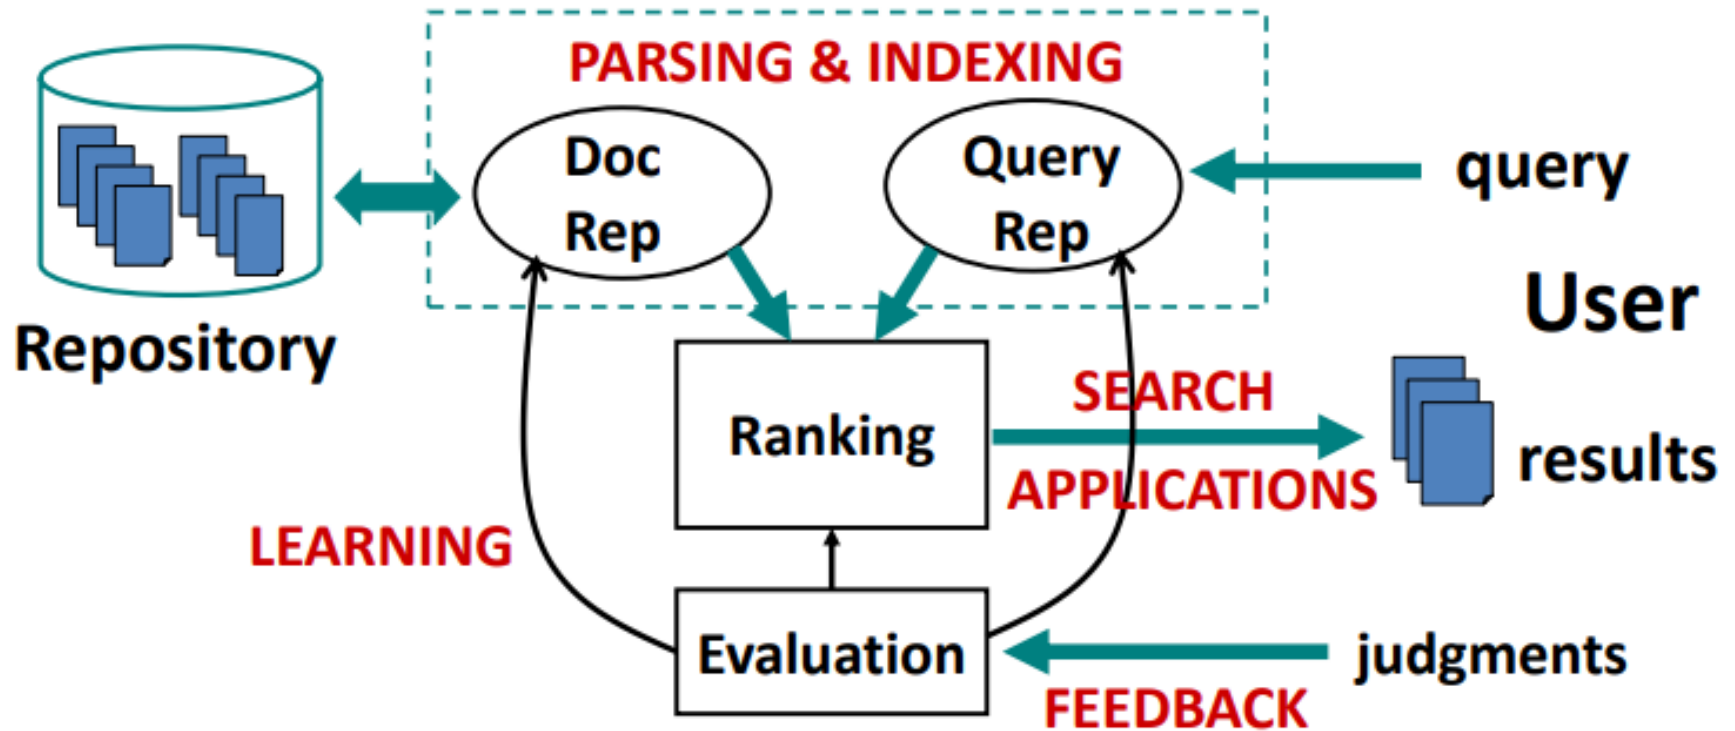 PARSING & INDEXING
Doc
Rep
Query
Rep
query
Repository
User
Ranking
SEARCH
APPLICATIONS
results
LEARNING
Evaluation
judgments
FEEDBACK